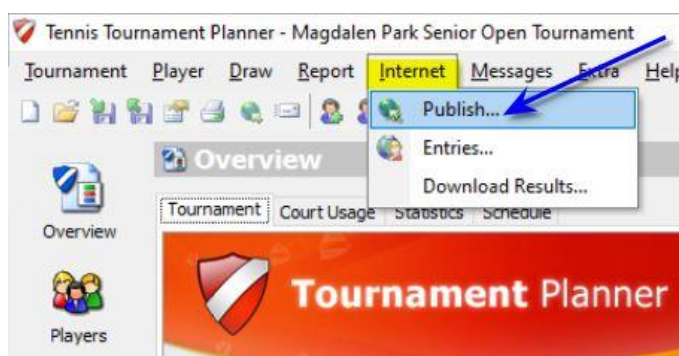 Tennis Tournament Planner - Magdalen Park Senior Open Tournament
Tournament Player Draw Report Internet Messages Extra Help
Publish...
Entries...
Download Results...
Overview
Tournament Court Usage Statistics Schedule
Overview
Tournament Planner
Players